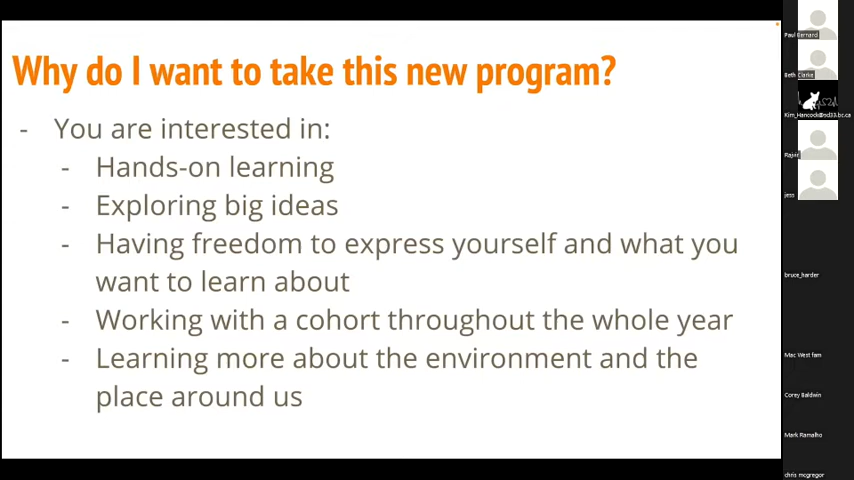 Why do I want to take this new program?
- You are interested in:
- Hands-on learning
- Exploring big ideas
- Having freedom to express yourself and what you
want to learn about
- Working with a cohort throughout the whole year
- Learning more about the environment and the
place around us
Paul Bernard
Beth Clarke
Kim_Hancock@sd33.bc.ca
Rajvir
jess
bruce_harder
Mac West fam
Corey Baldwin
Mark Ramalho
chris mcgregor